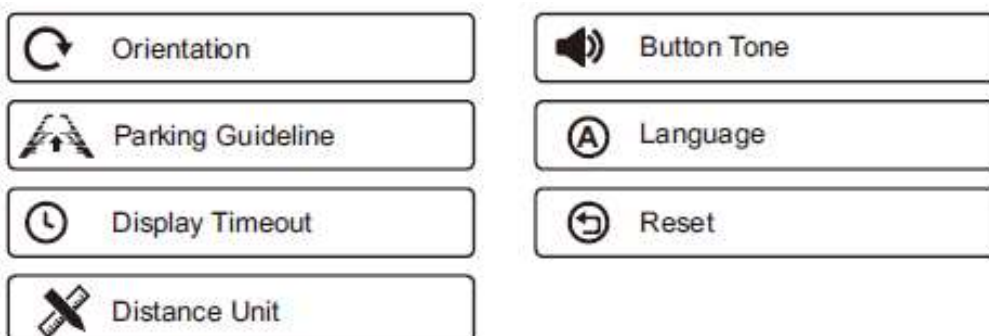 Orientation
Parking Guideline
Display Timeout
Distance Unit
Button Tone
A Language
Reset